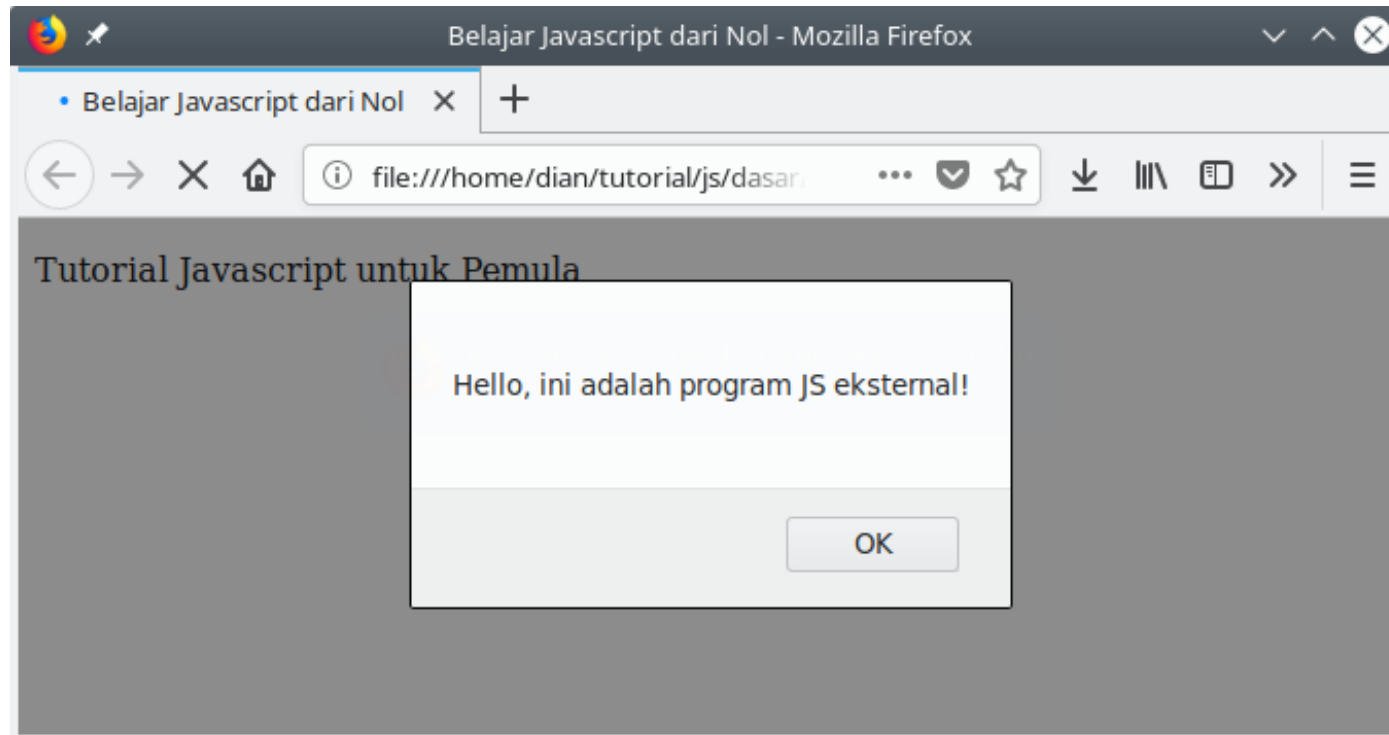 Belajar Javascript dari Nol - Mozilla Firefox
Belajar Javascript dari Nol
file:///home/dian/tutorial/js/dasar/
Tutorial Javascript untuk Pemula
Hello, ini adalah program JS eksternal!
OK